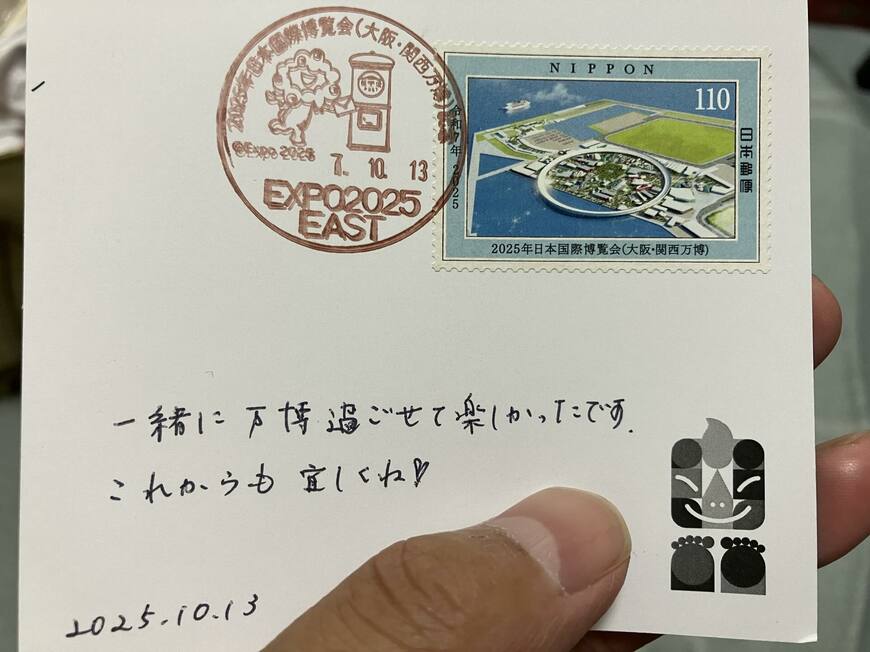 2025年日本国際博覧会(大阪・関西万博)
©Expo 2025
7. 10. 13
EXPO2025
EAST
NIPPON
110
日本郵便
令和7年 2025
2025年日本国際博覧会(大阪・関西万博)
一緒に万博過ごせて楽しかったです.
これからも宜しくね♡
2025.10.13